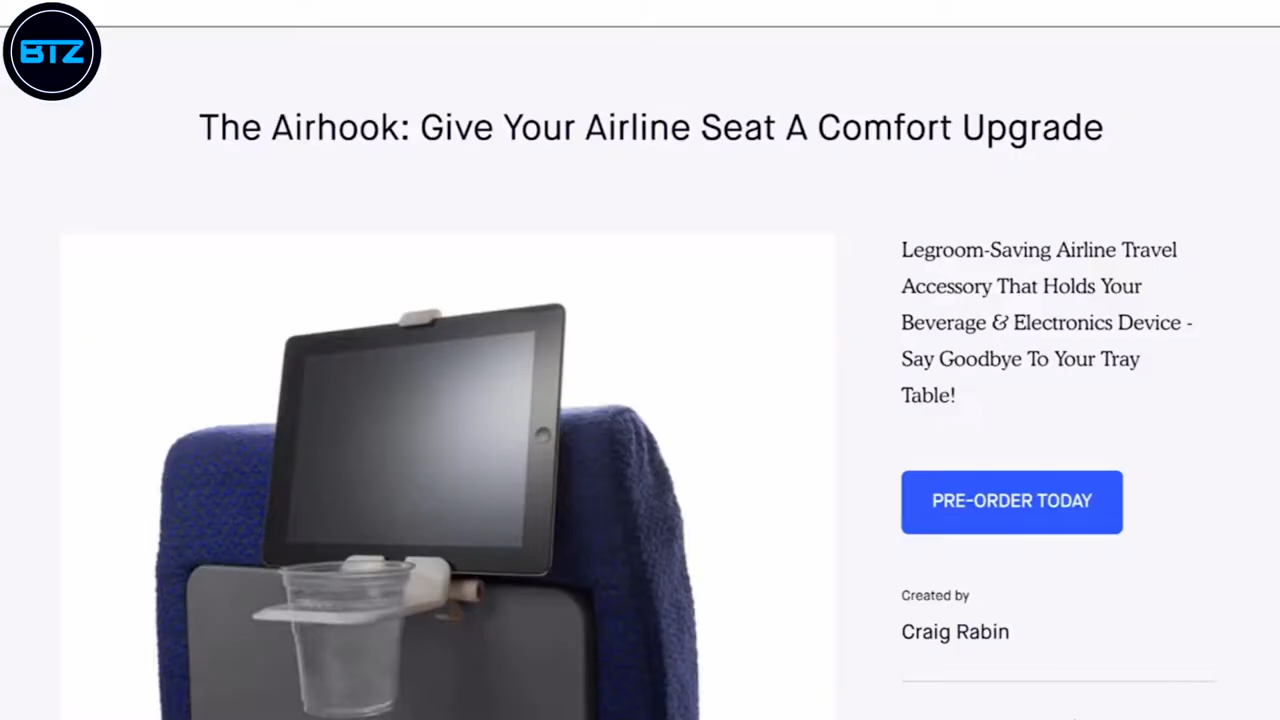 BTZ
The Airhook: Give Your Airline Seat A Comfort Upgrade
Legroom-Saving Airline Travel
Accessory That Holds Your
Beverage & Electronics Device -
Say Goodbye To Your Tray
Table!
PRE-ORDER TODAY
Created by
Craig Rabin